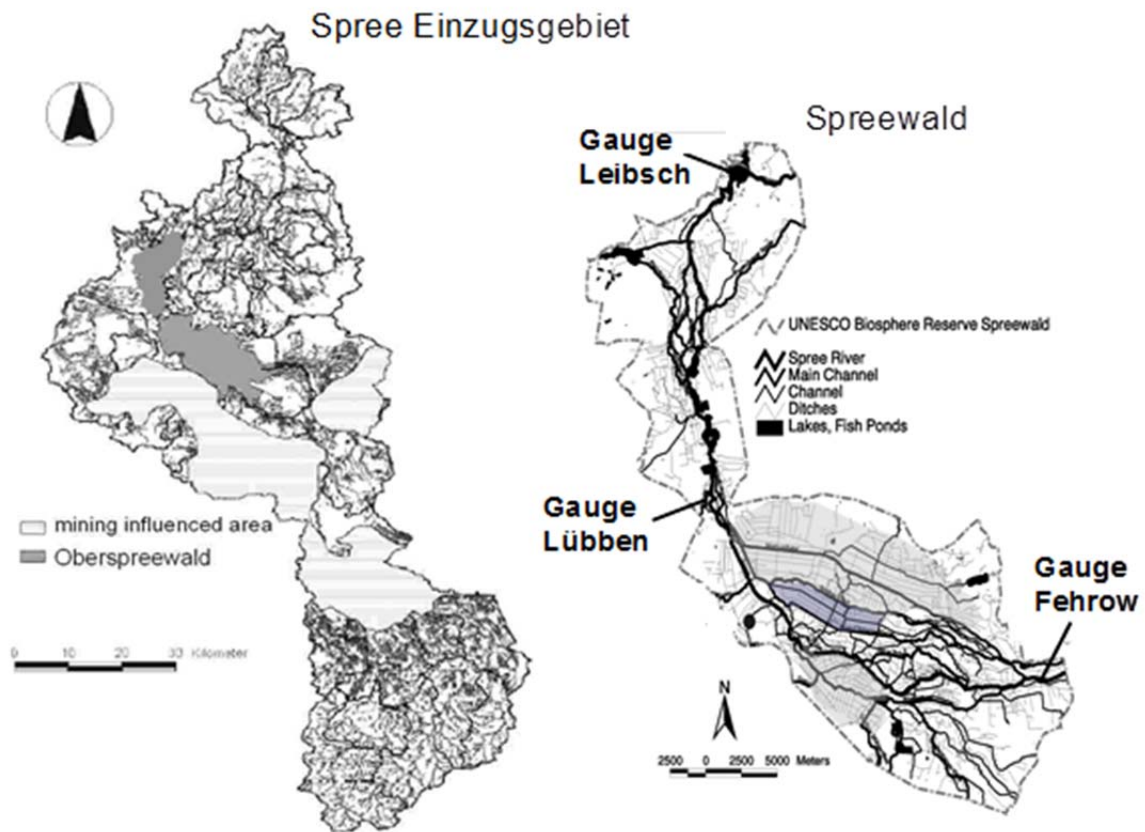 Spree Einzugsgebiet
mining influenced area
Oberspreewald
0 10 20 30 Kilometer
Spreewald
Gauge
Leibsch
UNESCO Biosphere Reserve Spreewald
Spree River
Main Channel
Channel
Ditches
Lakes, Fish Ponds
Gauge
Lübben
Gauge
Fehrow
N
2500 0 2500 5000 Meters